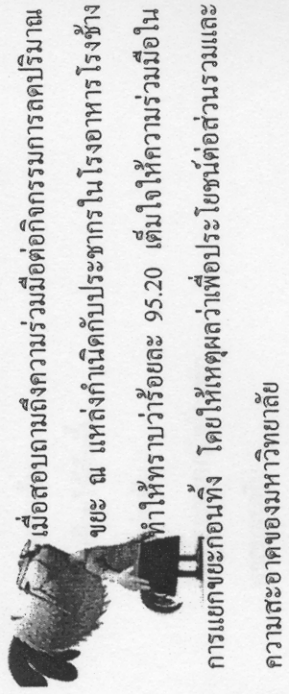 เมื่อสอบถามถึงความร่วมมือต่อกิจกรรมการลดปริมาณ
ขยะ ณ แหล่งกำเนิดกับประชากรในโรงอาหารโรงช้าง
ทำให้ทราบว่าร้อยละ 95.20 เต็มใจให้ความร่วมมือใน
การแยกขยะก่อนทิ้ง โดยให้เหตุผลว่าเพื่อประโยชน์ต่อส่วนรวมและ
ความสะอาดของมหาวิทยาลัย